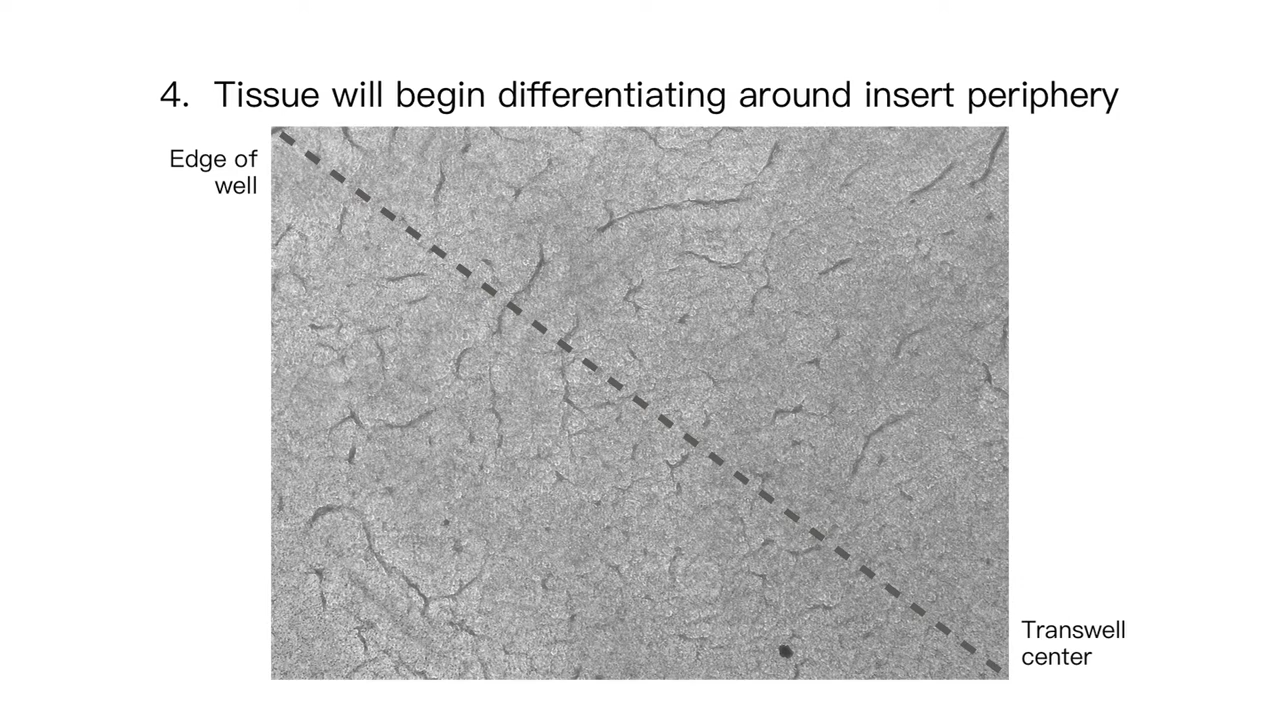 4. Tissue will begin differentiating around insert periphery
Edge of
well
Transwell
center